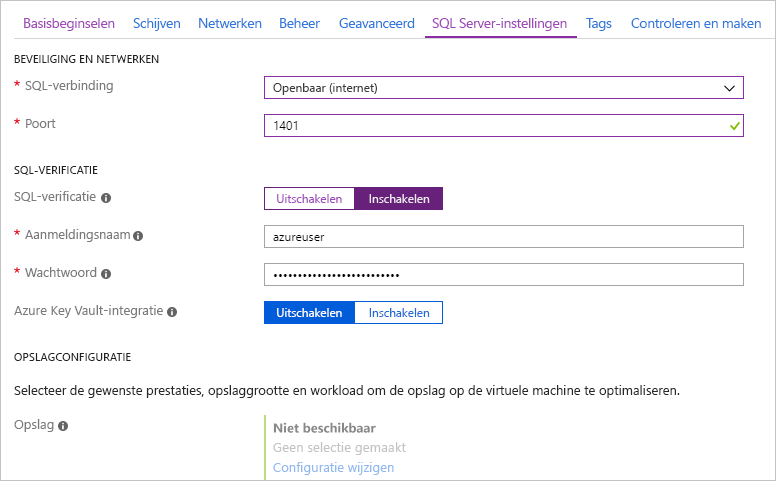 Basisbeginselen Schijven Netwerken Beheer Geavanceerd SQL Server-instellingen Tags Controleren en maken
BEVEILIGING EN NETWERKEN
* SQL-verbinding Openbaar (internet)
* Poort 1401
SQL-VERIFICATIE
SQL-verificatie Uitschakelen Inschakelen
* Aanmeldingsnaam azureuser
* Wachtwoord ••••••••••••••••••••••••••
Azure Key Vault-integratie Uitschakelen Inschakelen
OPSLAGCONFIGURATIE
Selecteer de gewenste prestaties, opslaggrootte en workload om de opslag op de virtuele machine te optimaliseren.
Opslag Niet beschikbaar
Geen selectie gemaakt
Configuratie wijzigen